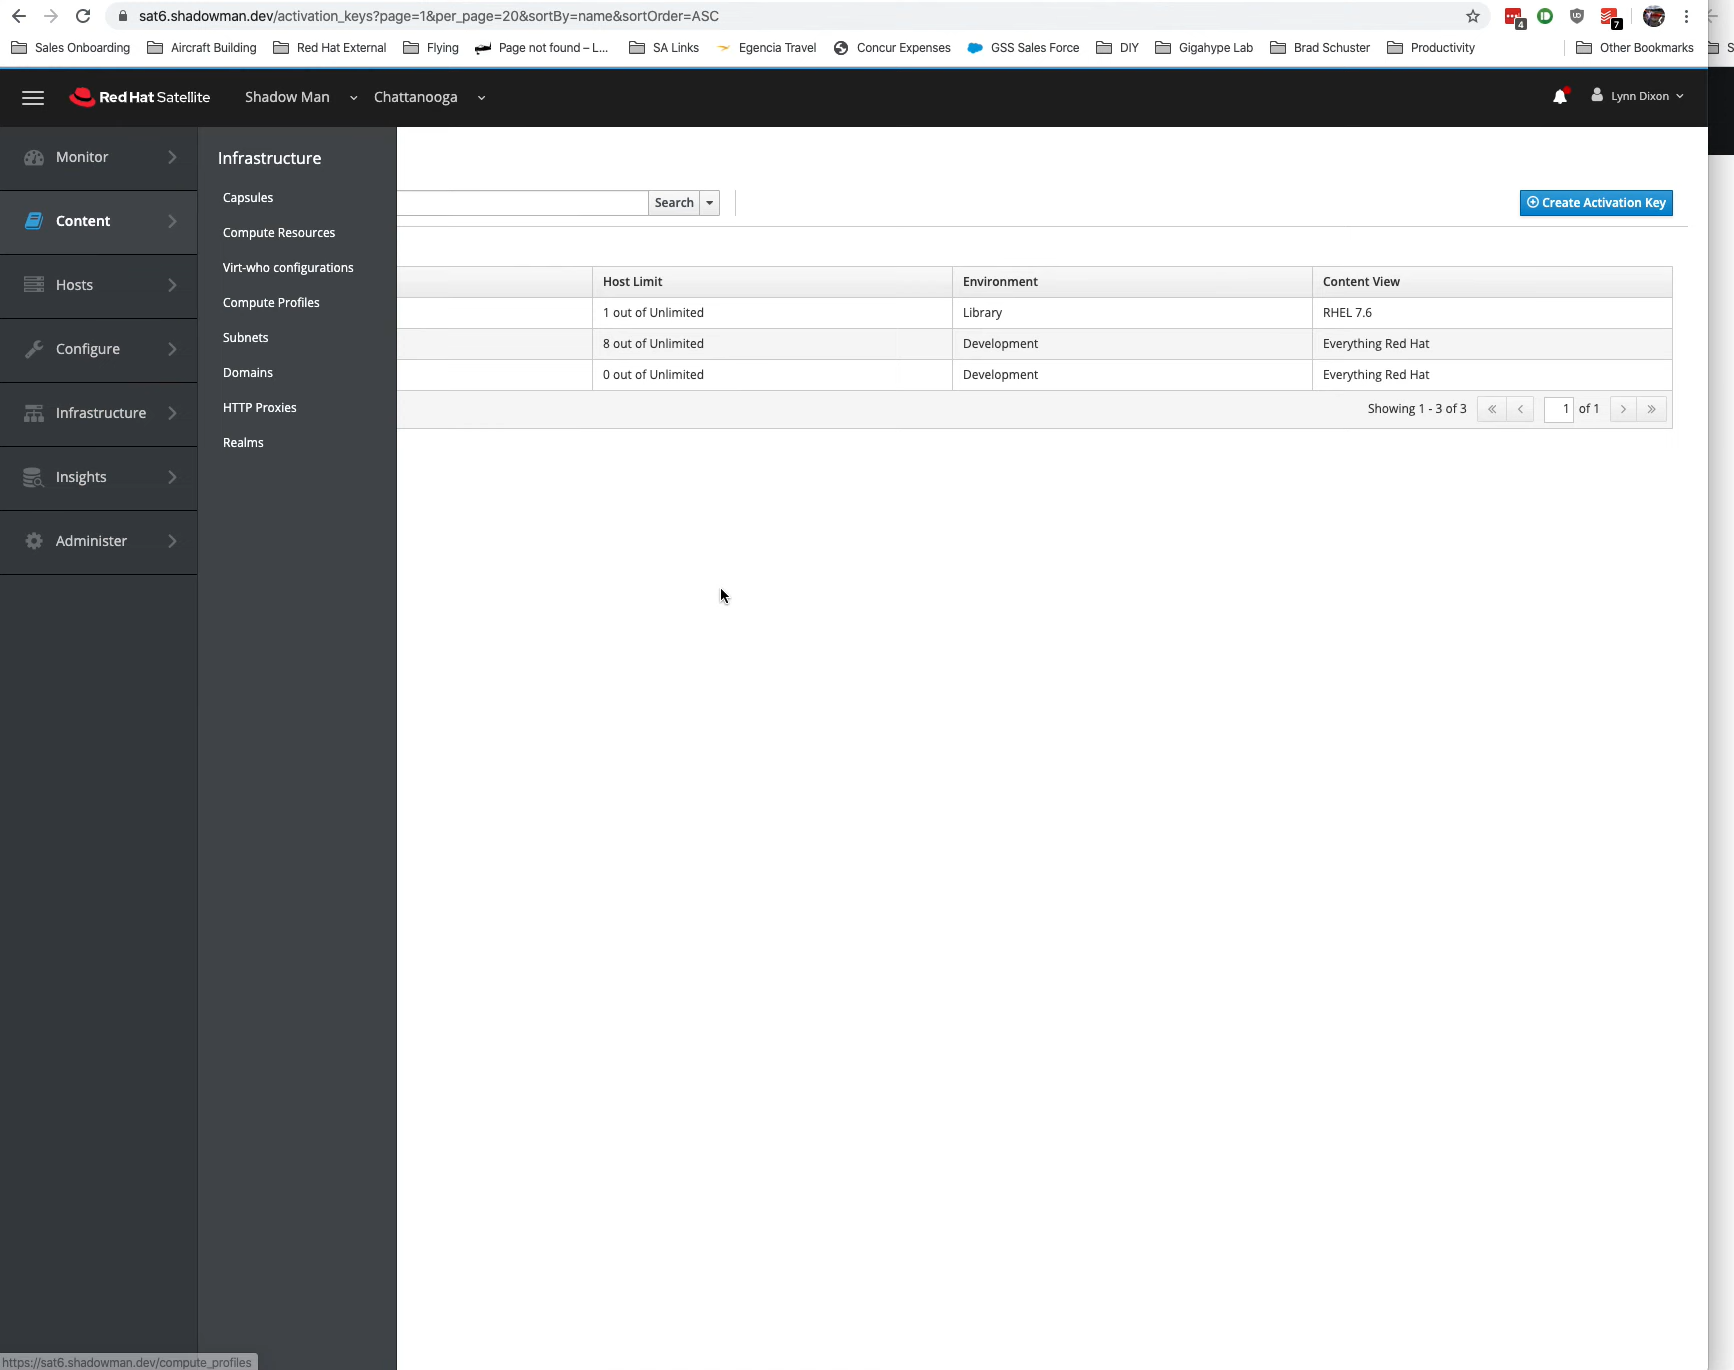 sat6.shadowman.dev/activation_keys?page=1&per_page=20&sortBy=name&sortOrder=ASC
4
7
Sales Onboarding Aircraft Building Red Hat External Flying Page not found – L... SA Links Egencia Travel Concur Expenses GSS Sales Force DIY Gigahype Lab Brad Schuster Productivity Other Bookmarks S
Red Hat Satellite Shadow Man Chattanooga Lynn Dixon
Monitor
Content
Hosts
Configure
Infrastructure
Insights
Administer
Infrastructure
Capsules
Compute Resources
Virt-who configurations
Compute Profiles
Subnets
Domains
HTTP Proxies
Realms
Search
Create Activation Key
Host Limit Environment Content View
1 out of Unlimited Library RHEL 7.6
8 out of Unlimited Development Everything Red Hat
0 out of Unlimited Development Everything Red Hat
Showing 1 - 3 of 3 « < 1 of 1 > »
https://sat6.shadowman.dev/compute_profiles